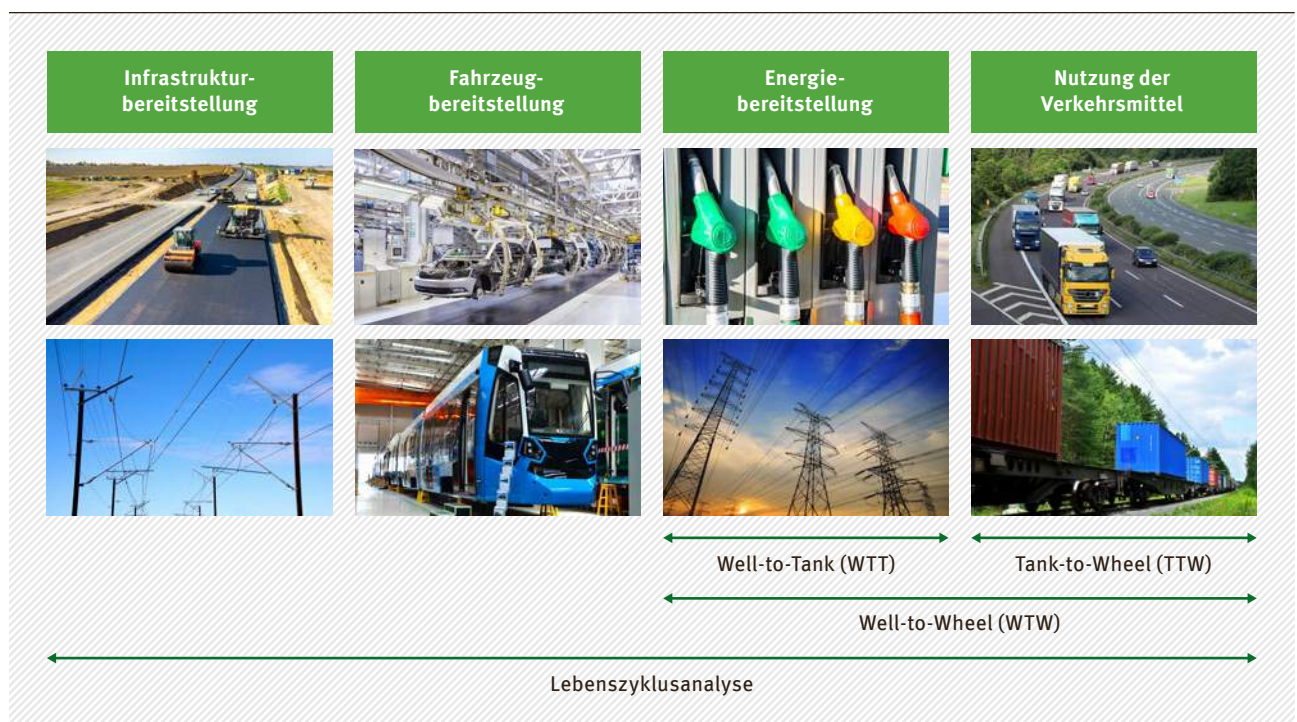 Infrastruktur-
bereitstellung
Fahrzeug-
bereitstellung
Energie-
bereitstellung
Nutzung der
Verkehrsmittel
Well-to-Tank (WTT)
Tank-to-Wheel (TTW)
Well-to-Wheel (WTW)
Lebenszyklusanalyse